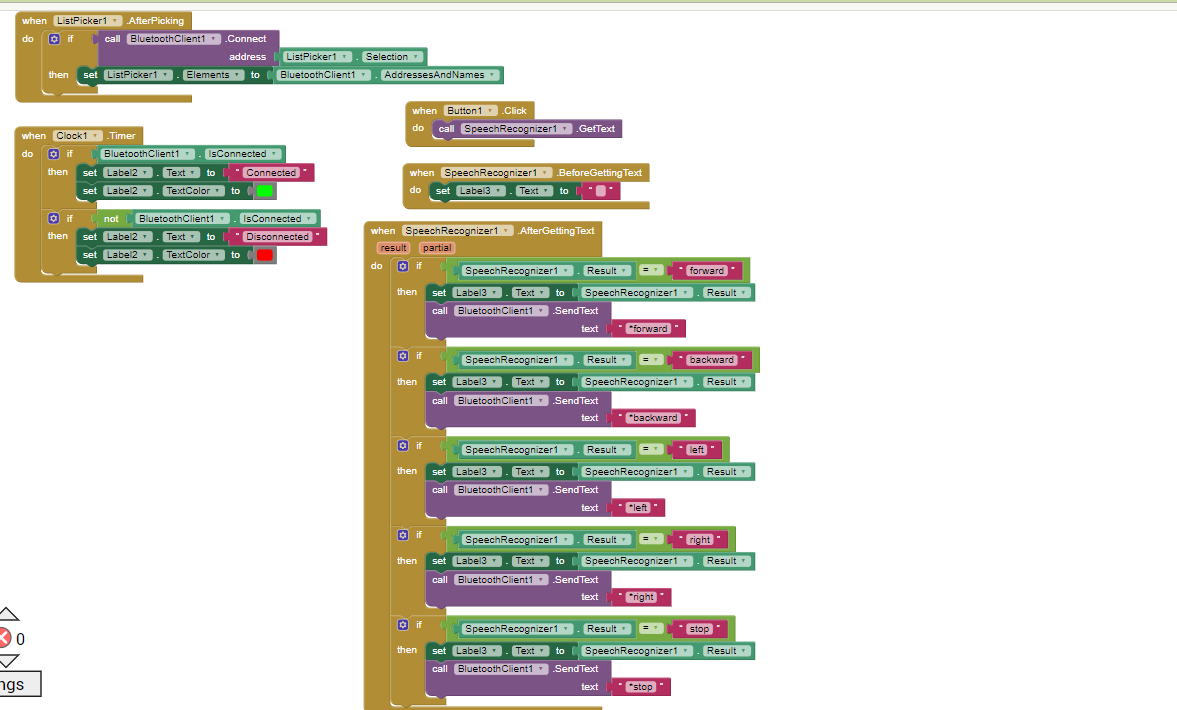 when ListPicker1 .AfterPicking
do if call BluetoothClient1 .Connect
address ListPicker1 . Selection
then set ListPicker1 . Elements to BluetoothClient1 . AddressesAndNames
when Button1 .Click
do call SpeechRecognizer1 .GetText
when Clock1 .Timer
do if BluetoothClient1 . IsConnected
then set Label2 . Text to " Connected "
set Label2 . TextColor to
if not BluetoothClient1 . IsConnected
then set Label2 . Text to " Disconnected "
set Label2 . TextColor to
when SpeechRecognizer1 .BeforeGettingText
do set Label3 . Text to " "
when SpeechRecognizer1 .AfterGettingText
result partial
do if SpeechRecognizer1 . Result = " forward "
then set Label3 . Text to SpeechRecognizer1 . Result
call BluetoothClient1 .SendText
text " *forward "
if SpeechRecognizer1 . Result = " backward "
then set Label3 . Text to SpeechRecognizer1 . Result
call BluetoothClient1 .SendText
text " *backward "
if SpeechRecognizer1 . Result = " left "
then set Label3 . Text to SpeechRecognizer1 . Result
call BluetoothClient1 .SendText
text " *left "
if SpeechRecognizer1 . Result = " right "
then set Label3 . Text to SpeechRecognizer1 . Result
call BluetoothClient1 .SendText
text " *right "
if SpeechRecognizer1 . Result = " stop "
then set Label3 . Text to SpeechRecognizer1 . Result
call BluetoothClient1 .SendText
text " *stop "
0
ngs